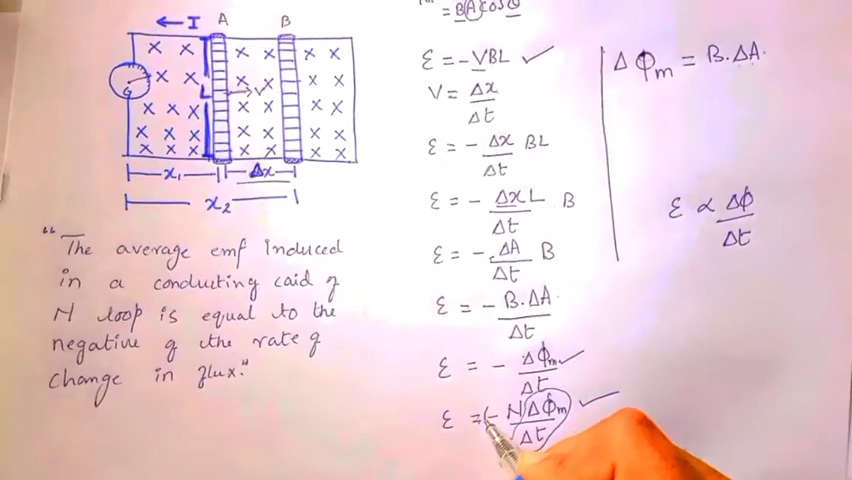 ← I A B
× × × × × ×
× × × × ×
G L → V
× × × × × × ×
× × × × × × ×
× × × × × × ×
x₁ Δx
x₂
"The average emf induced
in a conducting caid of
N loop is equal to the
negative of the rate of
change in flux."
= BA cosθ
ε = -VBL
V = Δx/Δt
ε = - Δx/Δt BL
ε = - ΔxL/Δt B
ε = - ΔA/Δt B
ε = - B.ΔA/Δt
ε = - Δϕm/Δt
ε = - NΔϕm/Δt
Δϕm = B.ΔA.
ε ∝ Δϕ/Δt